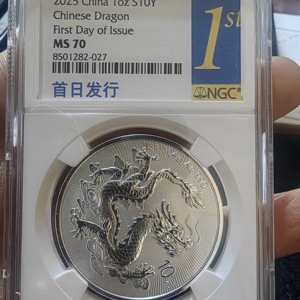 2025 China 1oz S10Y
Chinese Dragon
First Day of Issue
MS 70
8501282-027
首日发行
1st
NGC